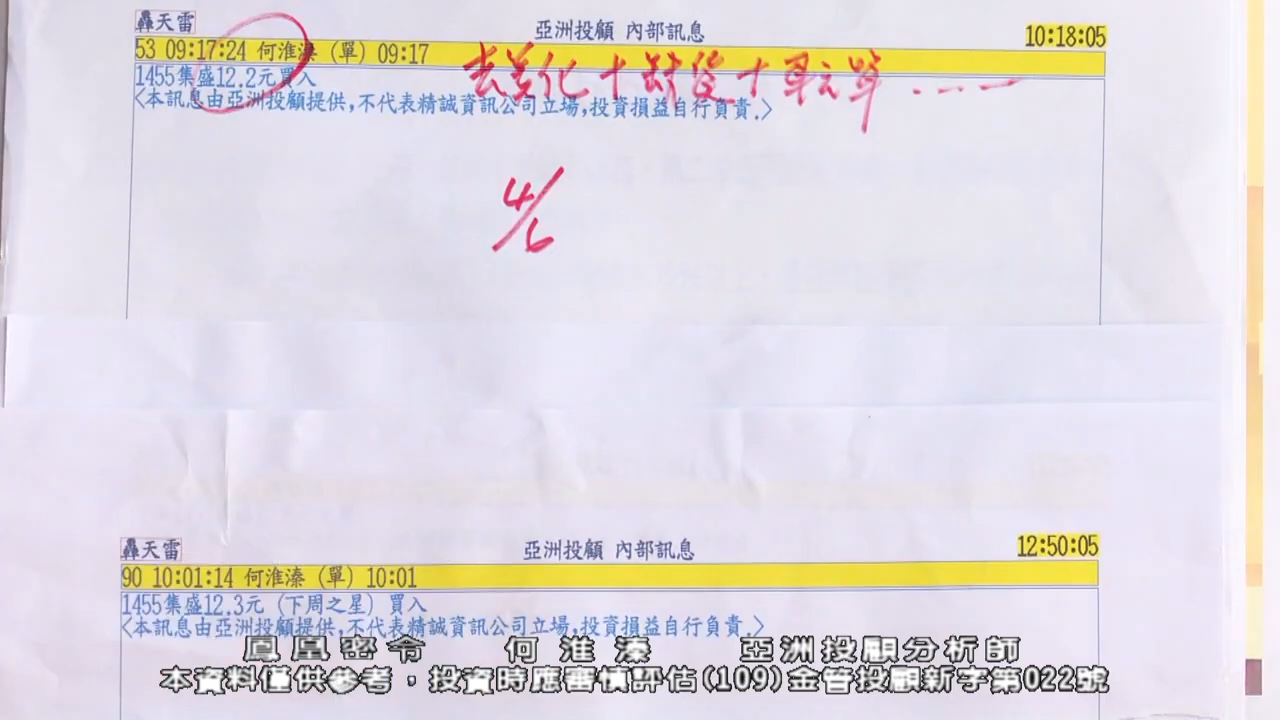 轟天雷 亞洲投顧 內部訊息 10:18:05
53 09:17:24 何淮溱 (單) 09:17
去美化十缺貨十單
1455集盛12.2元買入
<本訊息由亞洲投顧提供,不代表精誠資訊公司立場,投資損益自行負責.>
4/6
轟天雷 亞洲投顧 內部訊息 12:50:05
90 10:01:14 何淮溱 (單) 10:01
1455集盛12.3元 (下周之星) 買入
<本訊息由亞洲投顧提供,不代表精誠資訊公司立場,投資損益自行負責.>
鳳凰密令 何淮溱 亞洲投顧分析師
本資料僅供參考，投資時應審慎評估(109)金管投顧新字第022號